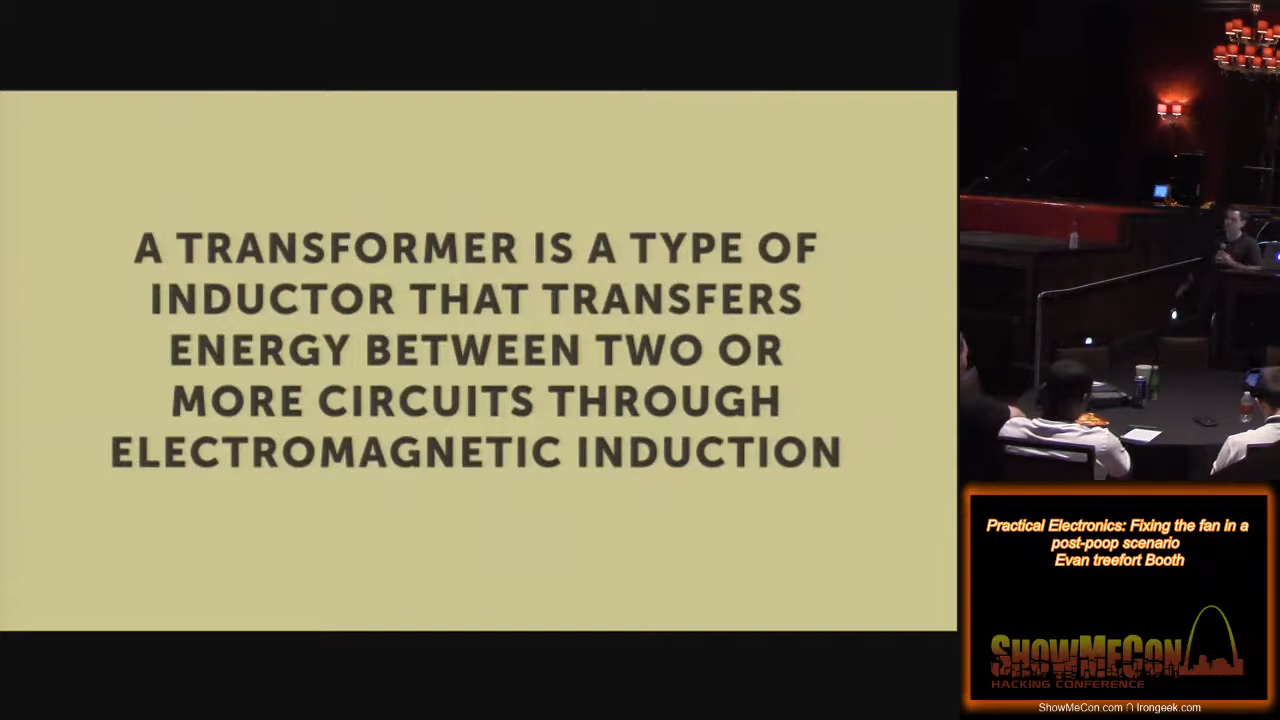 A TRANSFORMER IS A TYPE OF
INDUCTOR THAT TRANSFERS
ENERGY BETWEEN TWO OR
MORE CIRCUITS THROUGH
ELECTROMAGNETIC INDUCTION
Practical Electronics: Fixing the fan in a
post-poop scenario
Evan treefort Booth
SHOWMECON
HACKING CONFERENCE
ShowMeCon.com ∩ Irongeek.com